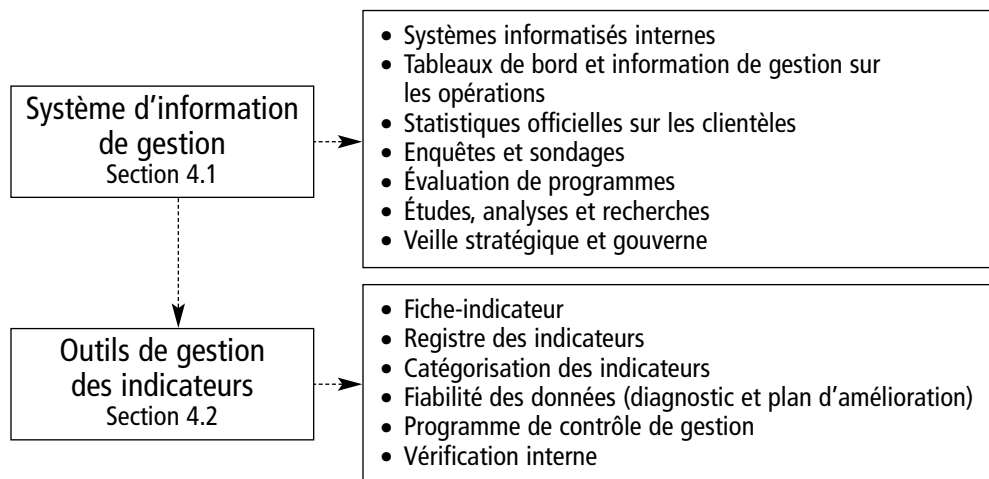 Système d'information
de gestion
Section 4.1
• Systèmes informatisés internes
• Tableaux de bord et information de gestion sur
les opérations
• Statistiques officielles sur les clientèles
• Enquêtes et sondages
• Évaluation de programmes
• Études, analyses et recherches
• Veille stratégique et gouverne
Outils de gestion
des indicateurs
Section 4.2
• Fiche-indicateur
• Registre des indicateurs
• Catégorisation des indicateurs
• Fiabilité des données (diagnostic et plan d'amélioration)
• Programme de contrôle de gestion
• Vérification interne